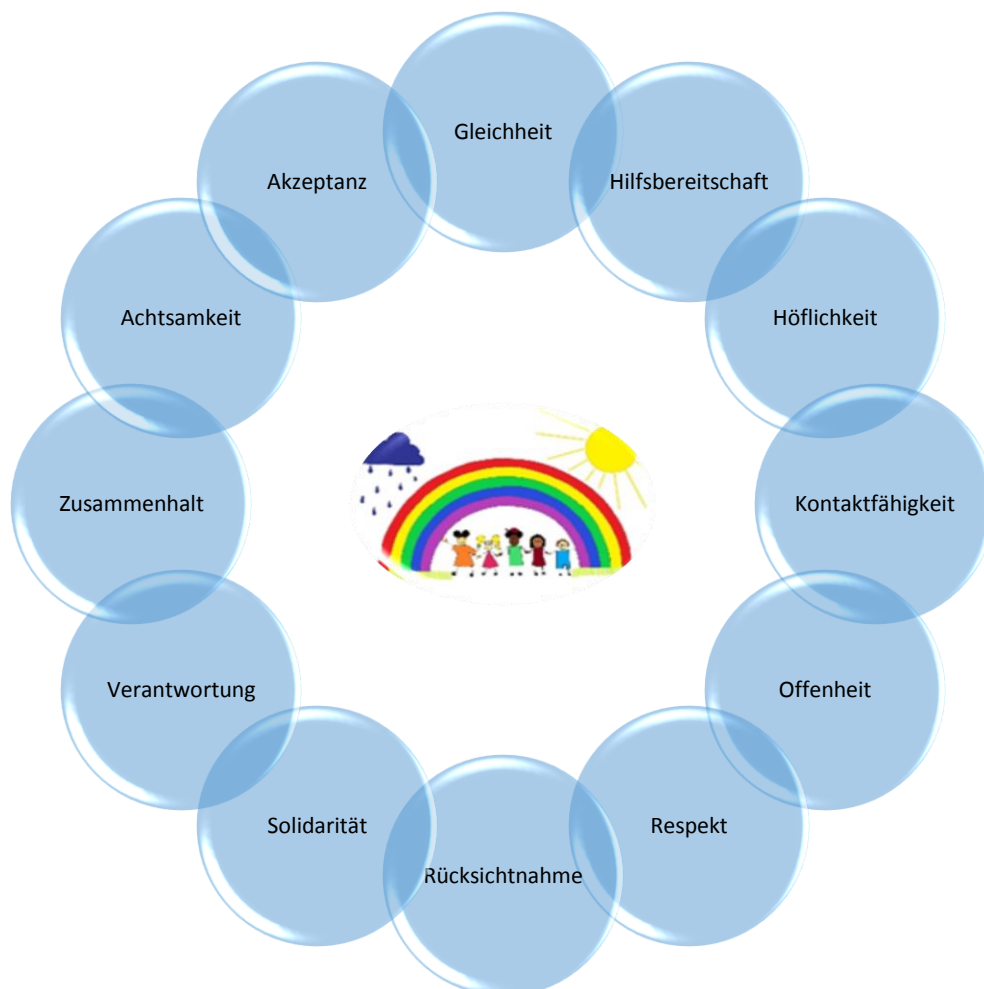 Gleichheit
Hilfsbereitschaft
Höflichkeit
Kontaktfähigkeit
Offenheit
Respekt
Rücksichtnahme
Solidarität
Verantwortung
Zusammenhalt
Achtsamkeit
Akzeptanz